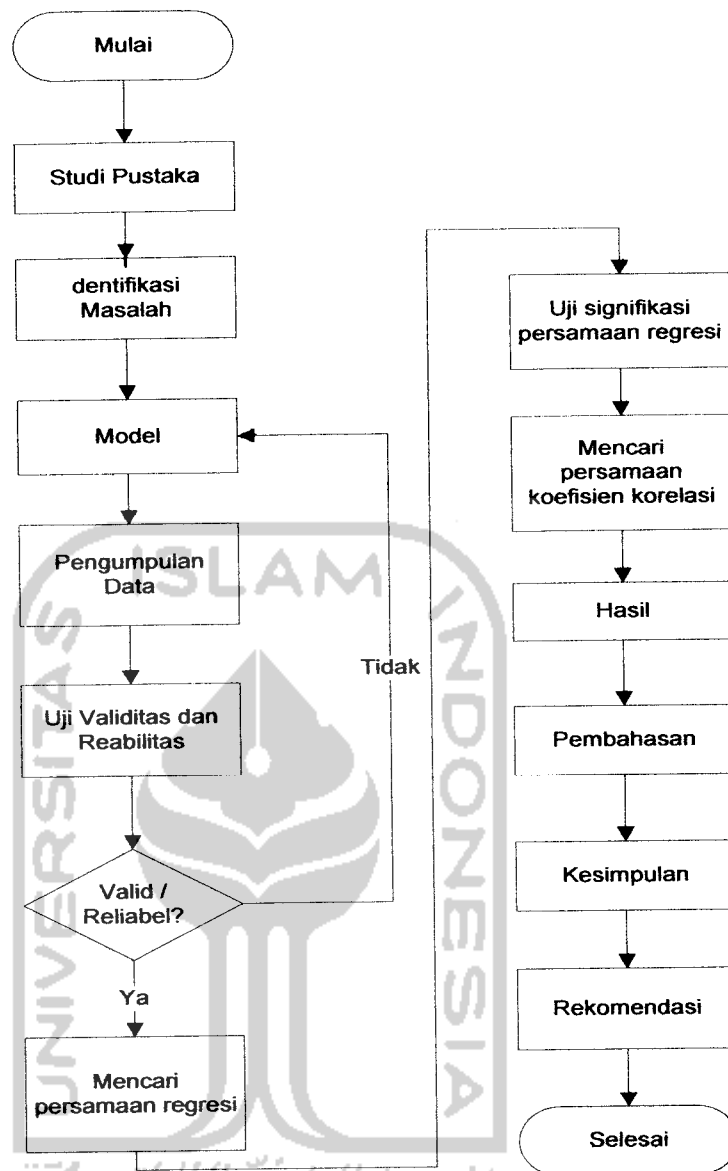 Mulai
Studi Pustaka
dentifikasi
Masalah
Model
Pengumpulan
Data
Uji Validitas dan
Reabilitas
Valid /
Reliabel?
Tidak
Ya
Mencari
persamaan regresi
Uji signifikasi
persamaan regresi
Mencari
persamaan
koefisien korelasi
Hasil
Pembahasan
Kesimpulan
Rekomendasi
Selesai
UNIVERSITAS
ISLAM
INDONESIA